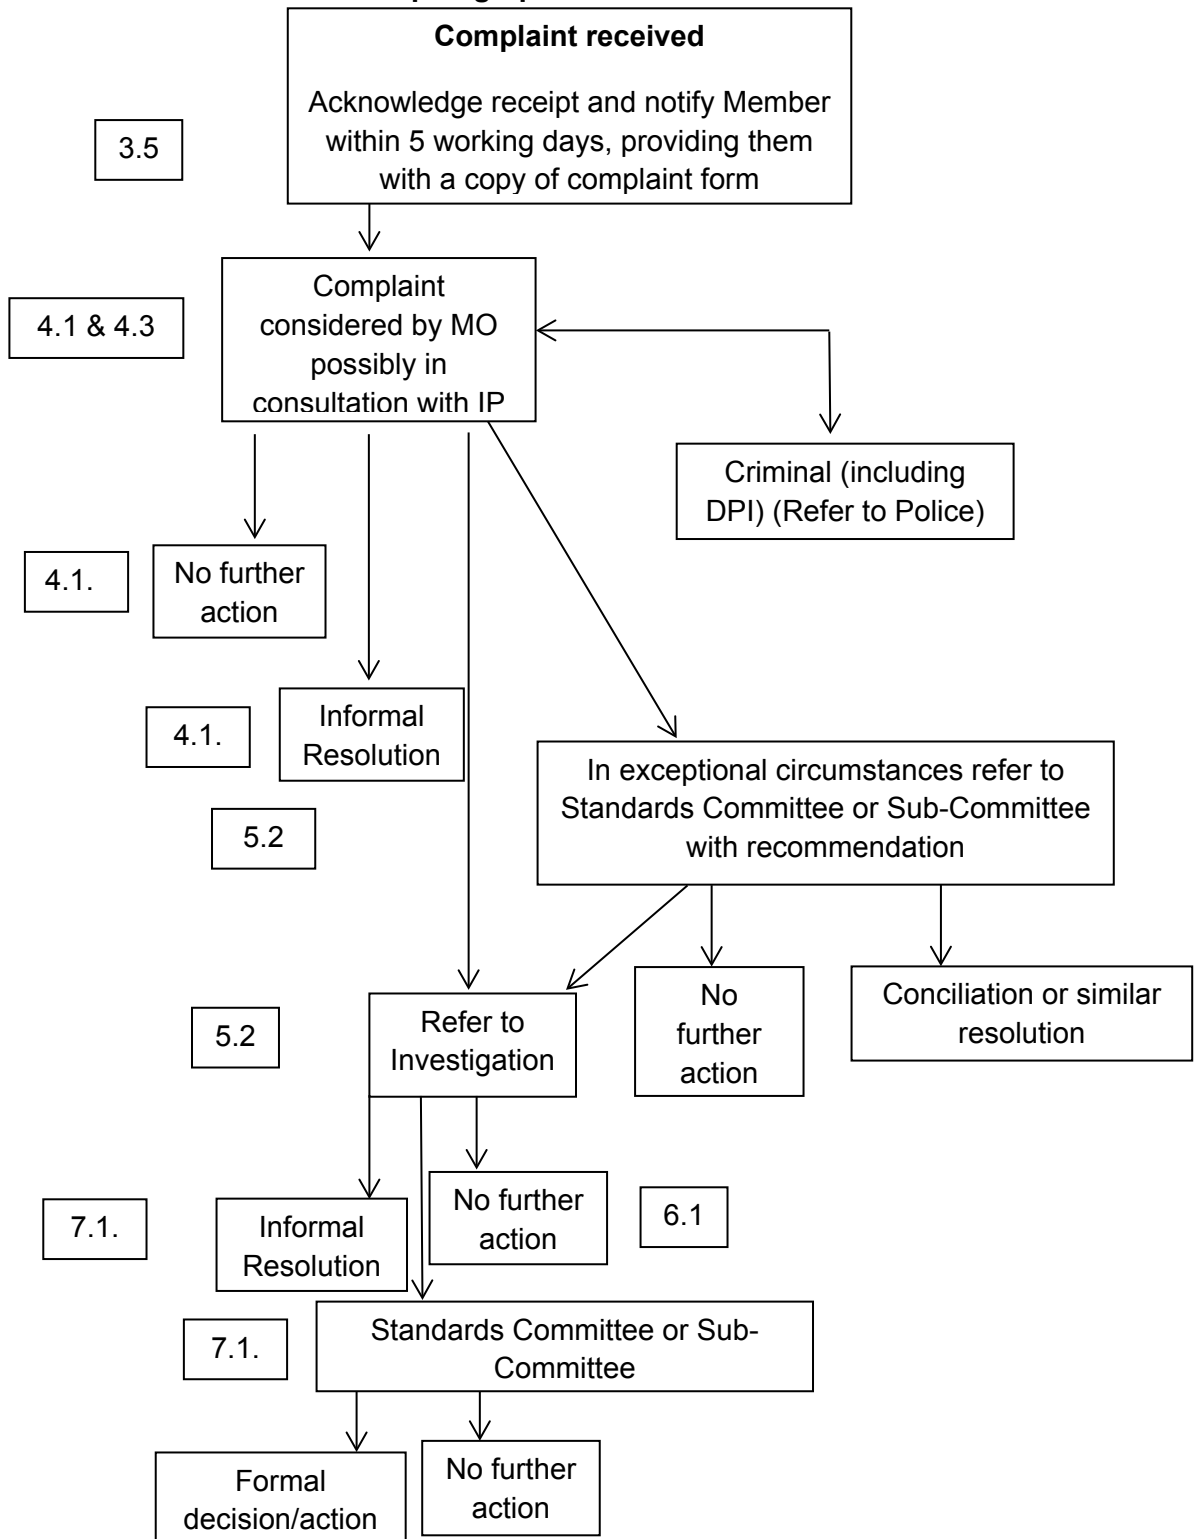 Complaint received
Acknowledge receipt and notify Member
within 5 working days, providing them
with a copy of complaint form
3.5
Complaint
considered by MO
possibly in
consultation with IP
4.1 & 4.3
Criminal (including
DPI) (Refer to Police)
No further
action
4.1.
Informal
Resolution
4.1.
In exceptional circumstances refer to
Standards Committee or Sub-Committee
with recommendation
5.2
Refer to
Investigation
5.2
No
further
action
Conciliation or similar
resolution
No further
action
6.1
7.1.
Informal
Resolution
Standards Committee or Sub-
Committee
7.1.
Formal
decision/action
No further
action